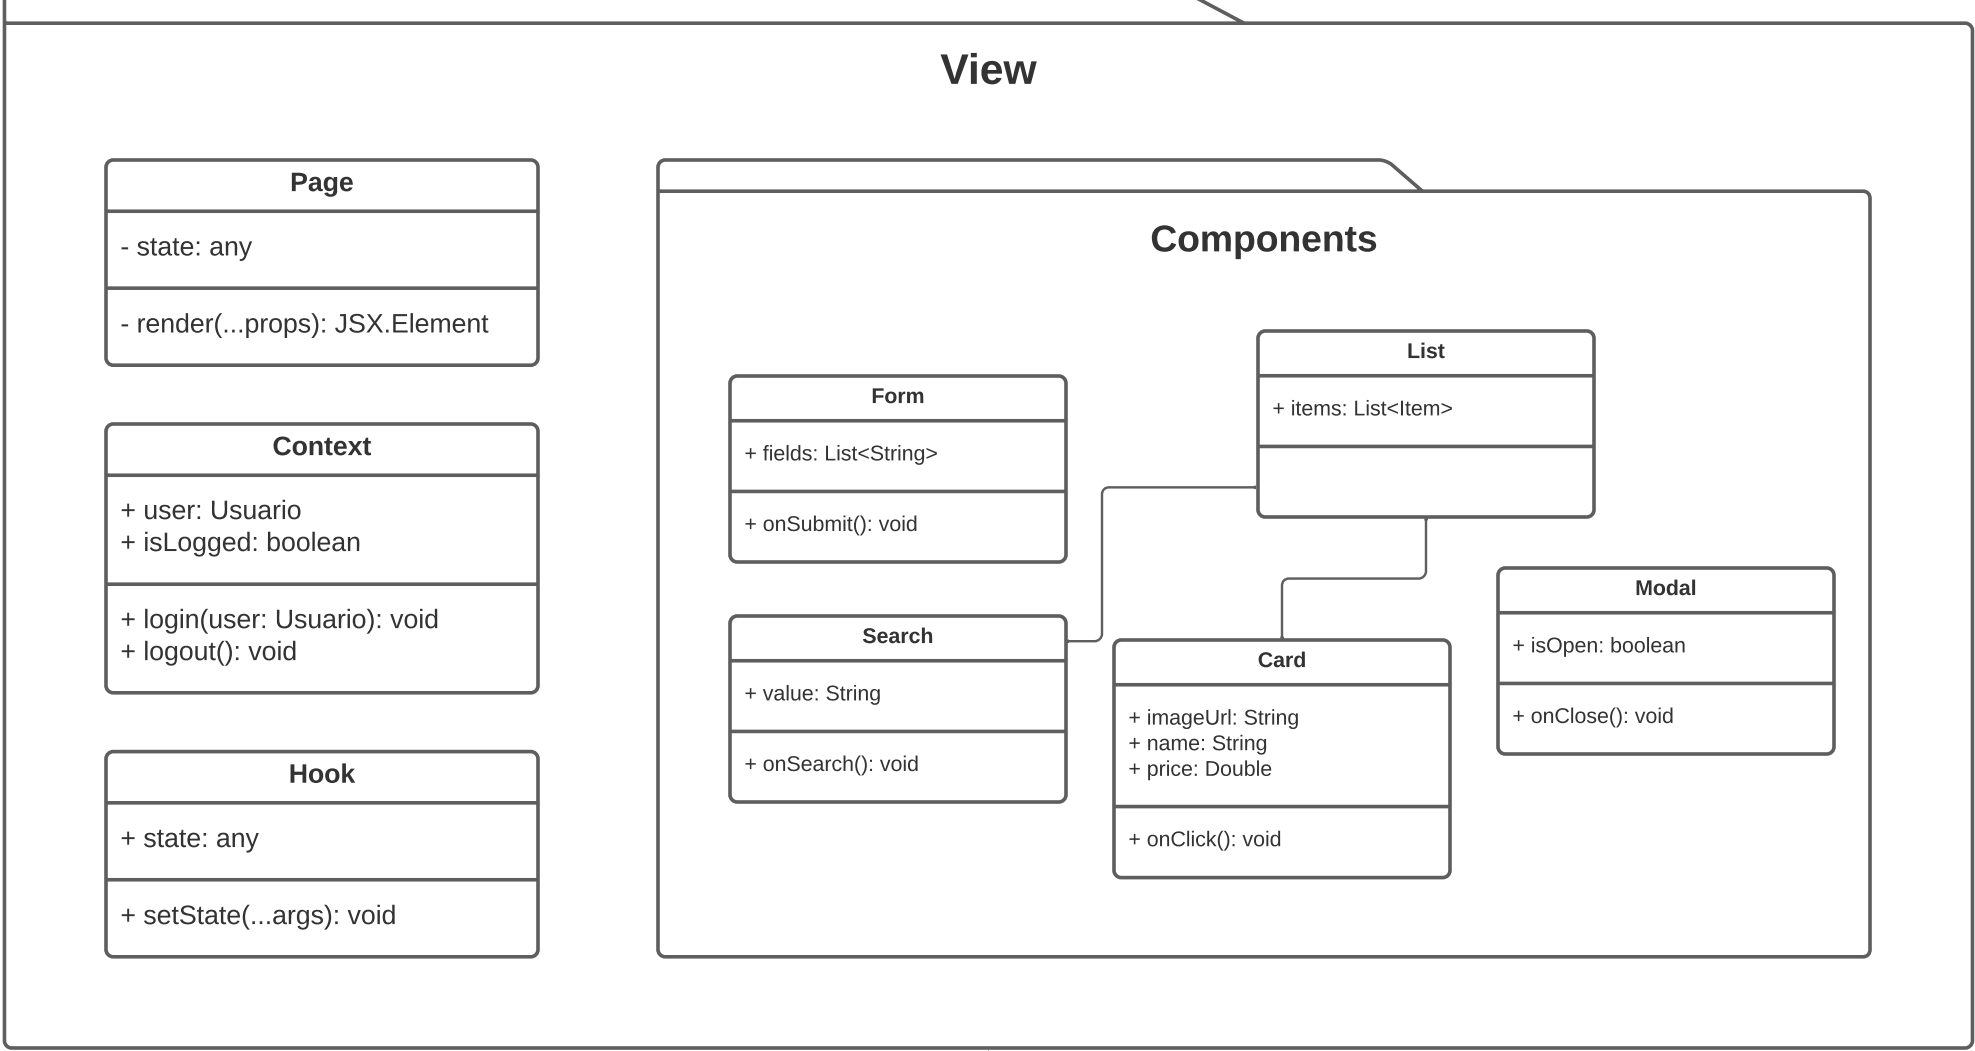 View
Page
- state: any
- render(...props): JSX.Element
Context
+ user: Usuario
+ isLogged: boolean
+ login(user: Usuario): void
+ logout(): void
Hook
+ state: any
+ setState(...args): void
Components
Form
+ fields: List<String>
+ onSubmit(): void
Search
+ value: String
+ onSearch(): void
List
+ items: List<Item>
Card
+ imageUrl: String
+ name: String
+ price: Double
+ onClick(): void
Modal
+ isOpen: boolean
+ onClose(): void